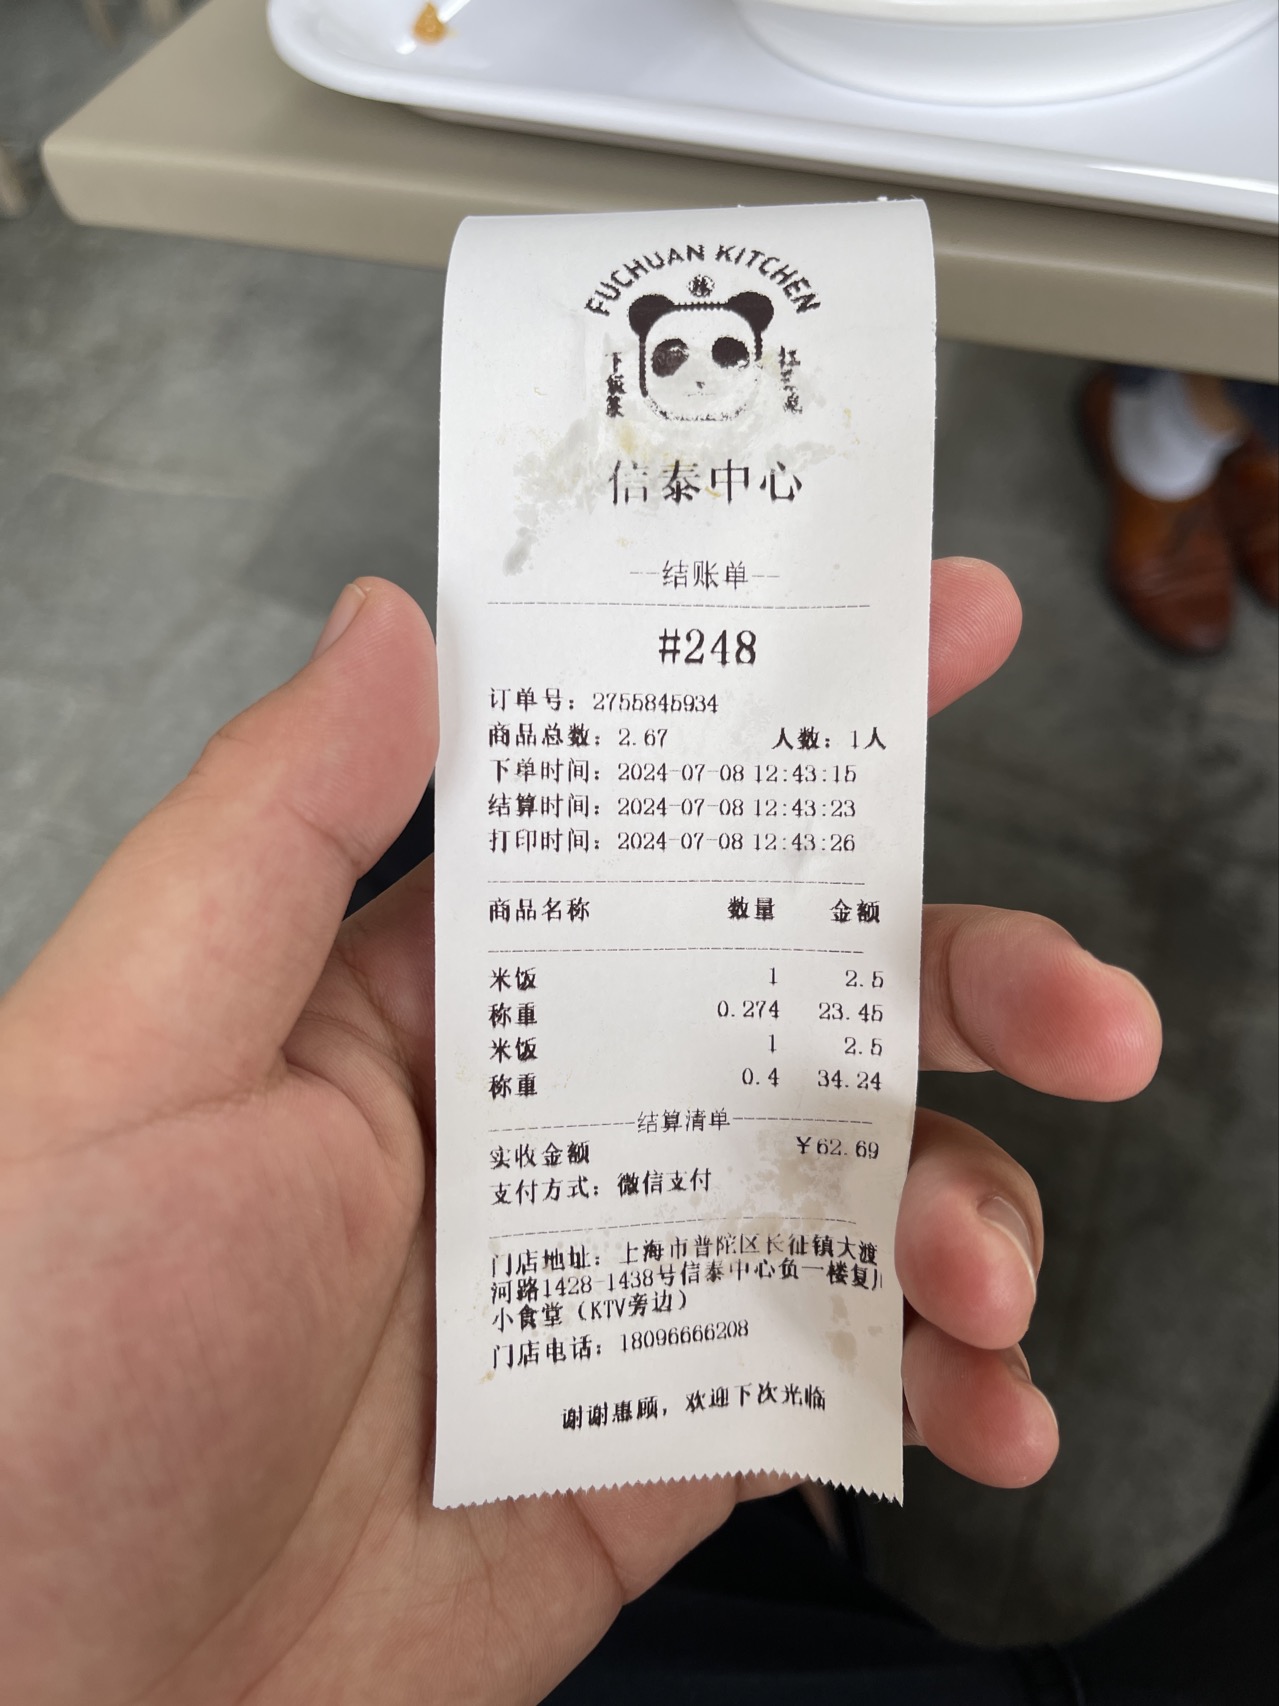 FUCHUAN KITCHEN
辣
下饭菜
信泰中心
--结账单--
#248
订单号：2755845934
商品总数：2.67 人数：1人
下单时间：2024-07-08 12:43:15
结算时间：2024-07-08 12:43:23
打印时间：2024-07-08 12:43:26
商品名称 数量 金额
米饭 1 2.5
称重 0.274 23.45
米饭 1 2.5
称重 0.4 34.24
结算清单
实收金额 ￥62.69
支付方式：微信支付
门店地址：上海市普陀区长征镇大渡
河路1428-1438号信泰中心负一楼复川
小食堂（KTV旁边）
门店电话：18096666208
谢谢惠顾，欢迎下次光临